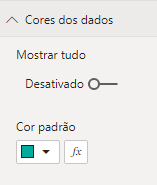 Cores dos dados
Mostrar tudo
Desativado
Cor padrão
fx